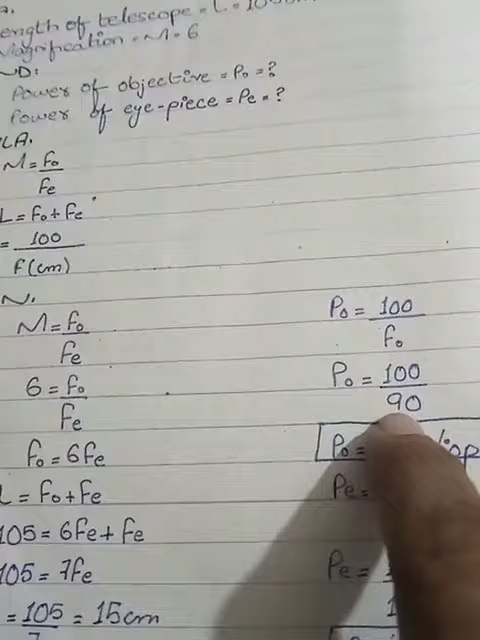 ength of telescope = L =
Magnification = M = 6
D:
Power of objective = Po = ?
Power of eye-piece = Pe = ?
LA.
M = fo
Fe
L = Fo + Fe
= 100
F(cm)
N.
M = fo
Fe
6 = fo
Fe
fo = 6Fe
L = Fo + Fe
105 = 6Fe + Fe
105 = 7Fe
= 105 = 15cm
7
Po = 100
Fo
Po = 100
90
Po =
Pe =
Pe =